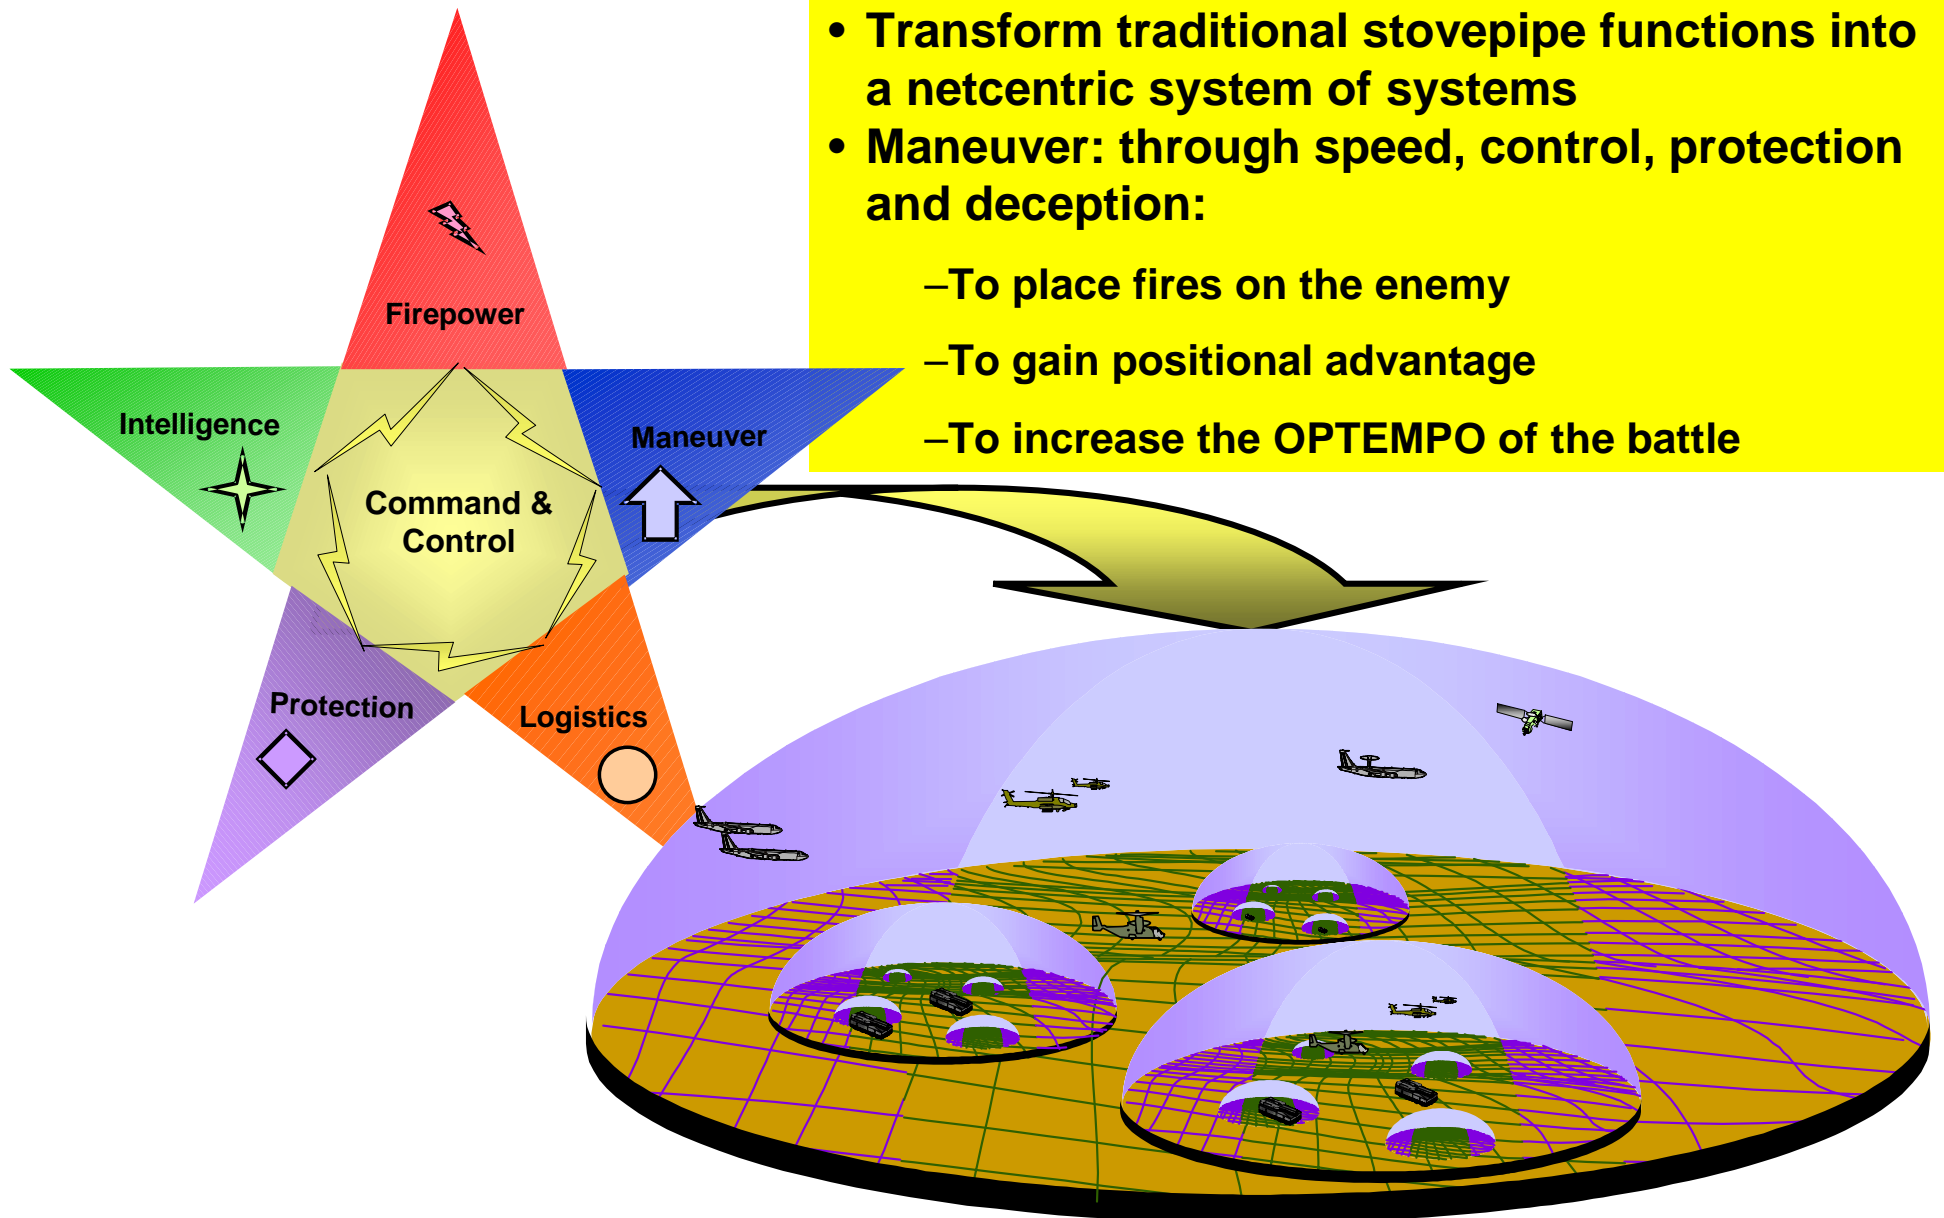 • Transform traditional stovepipe functions into
a netcentric system of systems
• Maneuver: through speed, control, protection
and deception:
–To place fires on the enemy
–To gain positional advantage
–To increase the OPTEMPO of the battle
Firepower
Intelligence
Maneuver
Command &
Control
Protection
Logistics